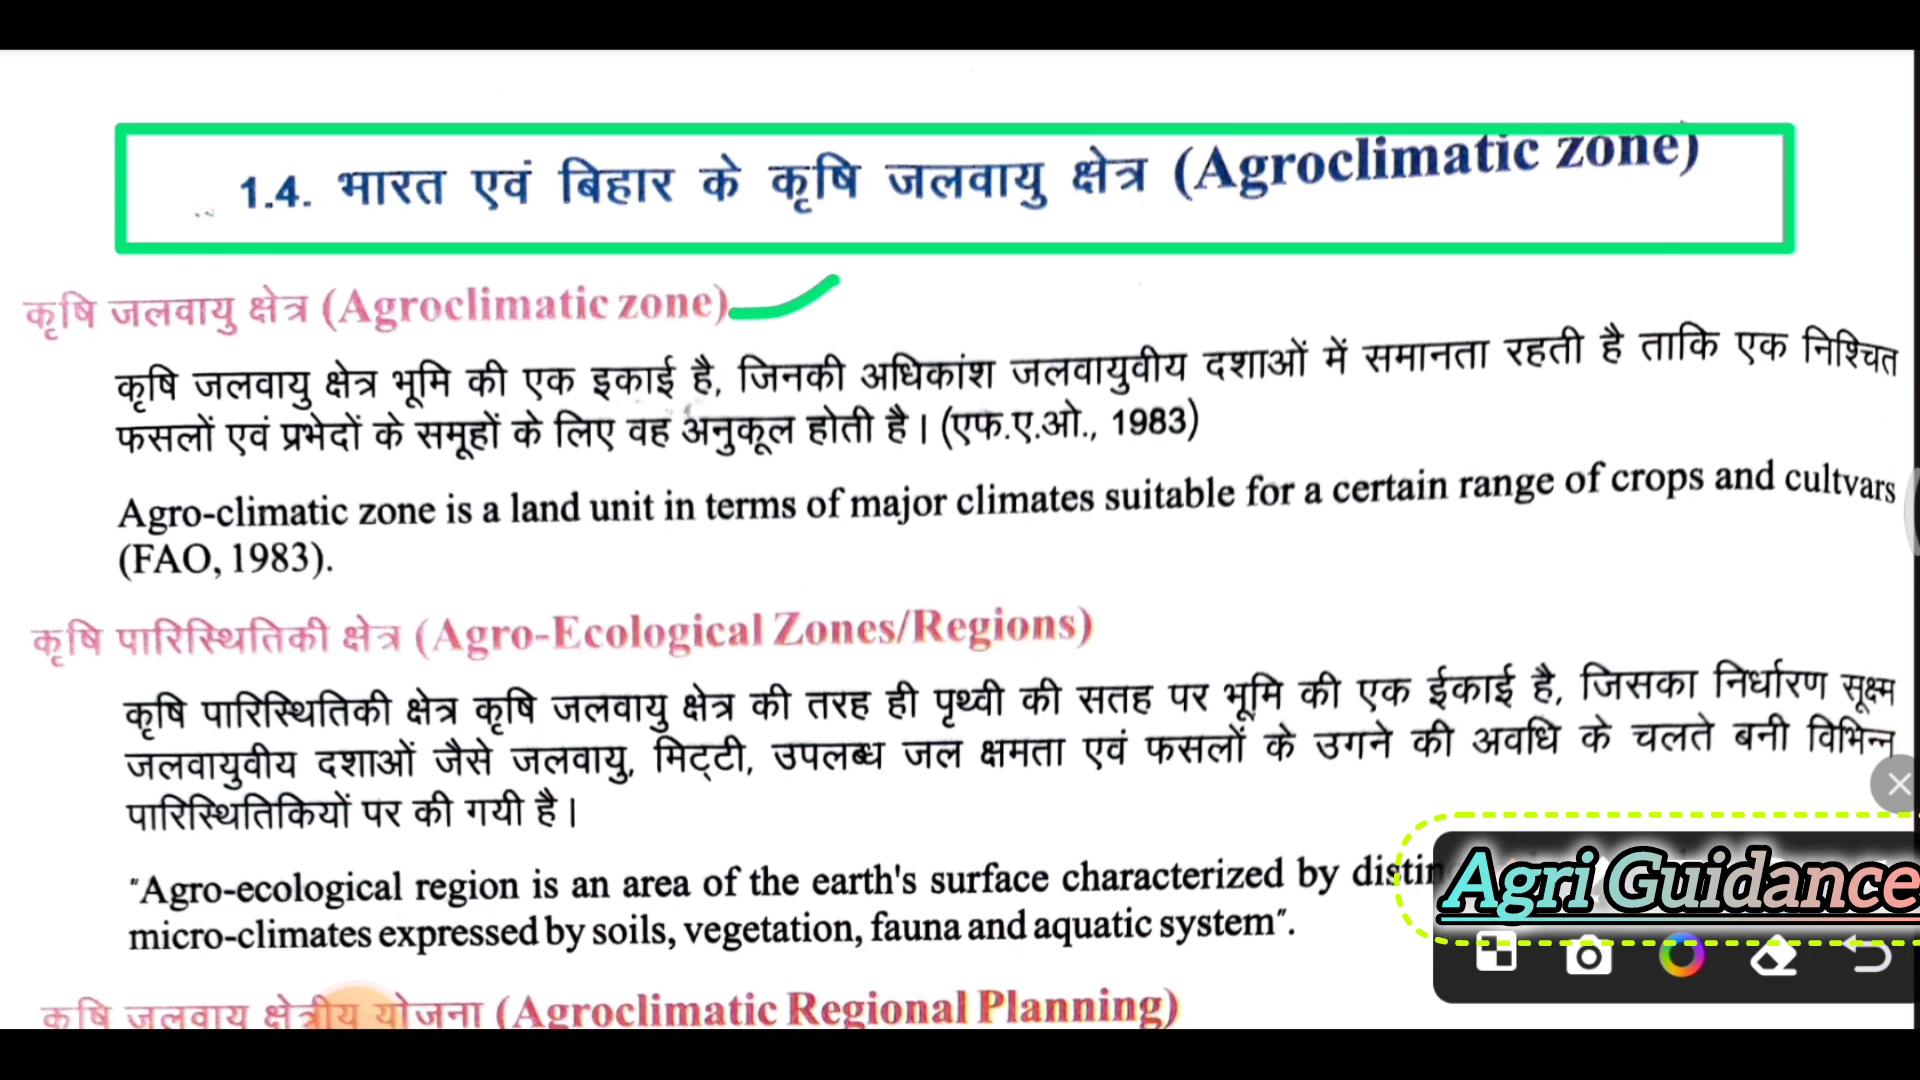 1.4. भारत एवं बिहार के कृषि जलवायु क्षेत्र (Agroclimatic zone)
कृषि जलवायु क्षेत्र (Agroclimatic zone)
कृषि जलवायु क्षेत्र भूमि की एक इकाई है, जिनकी अधिकांश जलवायुवीय दशाओं में समानता रहती है ताकि एक निश्चित
फसलों एवं प्रभेदों के समूहों के लिए वह अनुकूल होती है। (एफ.ए.ओ., 1983)
Agro-climatic zone is a land unit in terms of major climates suitable for a certain range of crops and cultvars
(FAO, 1983).
कृषि पारिस्थितिकी क्षेत्र (Agro-Ecological Zones/Regions)
कृषि पारिस्थितिकी क्षेत्र कृषि जलवायु क्षेत्र की तरह ही पृथ्वी की सतह पर भूमि की एक ईकाई है, जिसका निर्धारण सूक्ष्म
जलवायुवीय दशाओं जैसे जलवायु, मिट्टी, उपलब्ध जल क्षमता एवं फसलों के उगने की अवधि के चलते बनी विभिन्न
पारिस्थितिकियों पर की गयी है।
"Agro-ecological region is an area of the earth's surface characterized by
micro-climates expressed by soils, vegetation, fauna and aquatic system".
Agri Guidance
कृषि जलवायु क्षेत्रीय योजना (Agroclimatic Regional Planning)